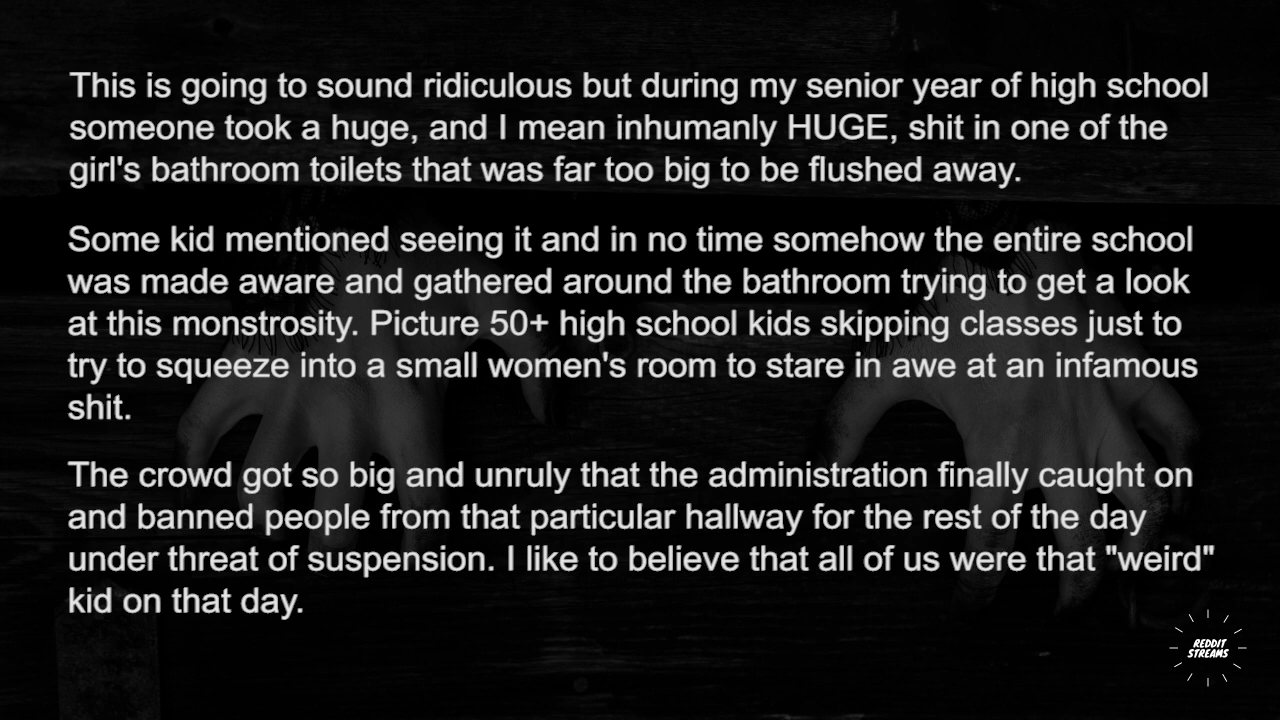 This is going to sound ridiculous but during my senior year of high school
someone took a huge, and I mean inhumanly HUGE, shit in one of the
girl's bathroom toilets that was far too big to be flushed away.
Some kid mentioned seeing it and in no time somehow the entire school
was made aware and gathered around the bathroom trying to get a look
at this monstrosity. Picture 50+ high school kids skipping classes just to
try to squeeze into a small women's room to stare in awe at an infamous
shit.
The crowd got so big and unruly that the administration finally caught on
and banned people from that particular hallway for the rest of the day
under threat of suspension. I like to believe that all of us were that "weird"
kid on that day.
REDDIT
STREAMS